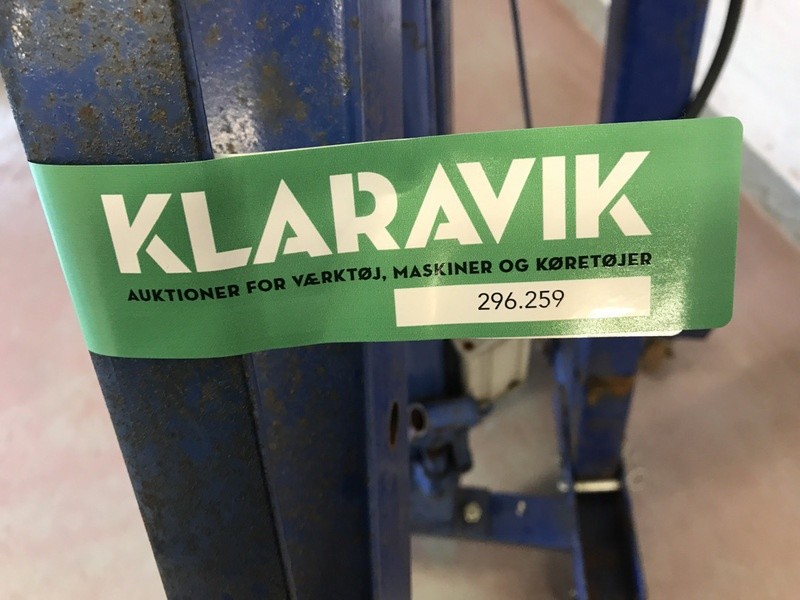 KLARAVIK
AUKTIONER FOR VÆRKTØJ, MASKINER OG KØRETØJER
296.259